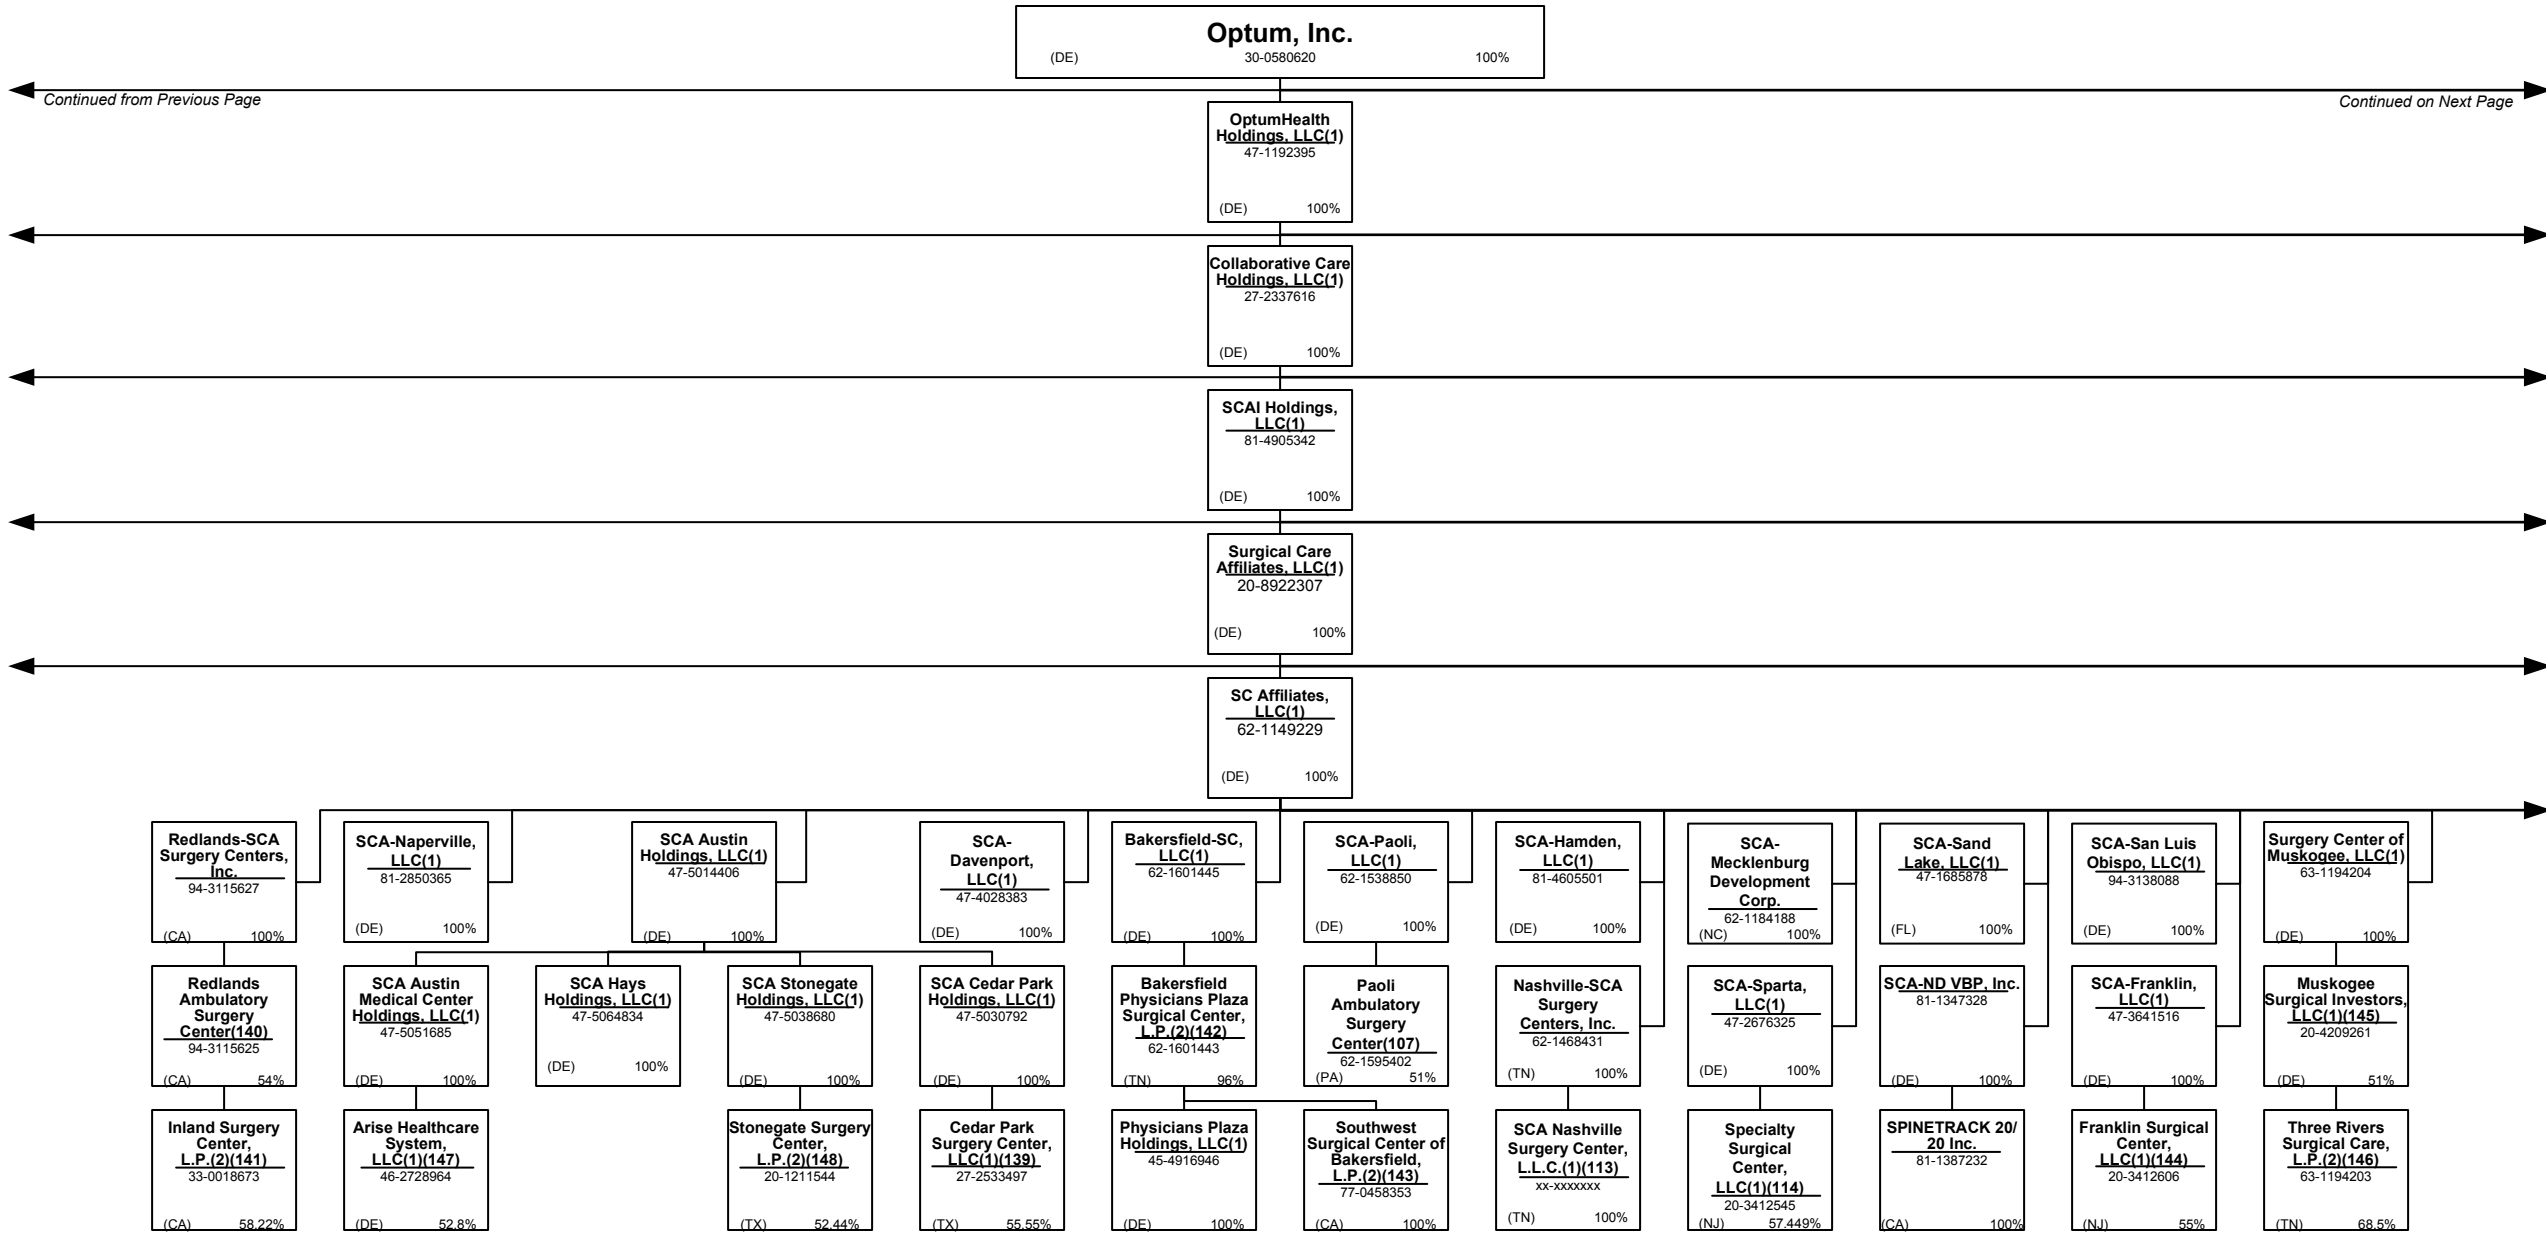 Optum, Inc.
(DE) 30-0580620 100%
Continued from Previous Page
Continued on Next Page
OptumHealth
Holdings, LLC(1)
47-1192395
(DE) 100%
Collaborative Care
Holdings, LLC(1)
27-2337616
(DE) 100%
SCAI Holdings,
LLC(1)
81-4905342
(DE) 100%
Surgical Care
Affiliates, LLC(1)
20-8922307
(DE) 100%
SC Affiliates,
LLC(1)
62-1149229
(DE) 100%
Redlands-SCA
Surgery Centers,
Inc.
94-3115627
(CA) 100%
SCA-Naperville,
LLC(1)
81-2850365
(DE) 100%
SCA Austin
Holdings, LLC(1)
47-5014406
(DE) 100%
SCA-
Davenport,
LLC(1)
47-4028383
(DE) 100%
Bakersfield-SC,
LLC(1)
62-1601445
(DE) 100%
SCA-Paoli,
LLC(1)
62-1538850
(DE) 100%
SCA-Hamden,
LLC(1)
81-4605501
(DE) 100%
SCA-
Mecklenburg
Development
Corp.
62-1184188
(NC) 100%
SCA-Sand
Lake, LLC(1)
47-1685878
(FL) 100%
SCA-San Luis
Obispo, LLC(1)
94-3138088
(DE) 100%
Surgery Center of
Muskogee, LLC(1)
63-1194204
(DE) 100%
Redlands
Ambulatory
Surgery
Center(140)
94-3115625
(CA) 54%
SCA Austin
Medical Center
Holdings, LLC(1)
47-5051685
(DE) 100%
SCA Hays
Holdings, LLC(1)
47-5064834
(DE) 100%
SCA Stonegate
Holdings, LLC(1)
47-5038680
(DE) 100%
SCA Cedar Park
Holdings, LLC(1)
47-5030792
(DE) 100%
Bakersfield
Physicians Plaza
Surgical Center,
L.P.(2)(142)
62-1601443
(TN) 96%
Paoli
Ambulatory
Surgery
Center(107)
62-1595402
(PA) 51%
Nashville-SCA
Surgery
Centers, Inc.
62-1468431
(TN) 100%
SCA-Sparta,
LLC(1)
47-2676325
(DE) 100%
SCA-ND VBP, Inc.
81-1347328
(DE) 100%
SCA-Franklin,
LLC(1)
47-3641516
(DE) 100%
Muskogee
Surgical Investors,
LLC(1)(145)
20-4209261
(DE) 51%
Inland Surgery
Center,
L.P.(2)(141)
33-0018673
(CA) 58.22%
Arise Healthcare
System,
LLC(1)(147)
46-2728964
(DE) 52.8%
Stonegate Surgery
Center,
L.P.(2)(148)
20-1211544
(TX) 52.44%
Cedar Park
Surgery Center,
LLC(1)(139)
27-2533497
(TX) 55.55%
Physicians Plaza
Holdings, LLC(1)
45-4916946
(DE) 100%
Southwest
Surgical Center of
Bakersfield,
L.P.(2)(143)
77-0458353
(CA) 100%
SCA Nashville
Surgery Center,
L.L.C.(1)(113)
xx-xxxxxxx
(TN) 100%
Specialty
Surgical
Center,
LLC(1)(114)
20-3412545
(NJ) 57.449%
SPINETRACK 20/
20 Inc.
81-1387232
(CA) 100%
Franklin Surgical
Center,
LLC(1)(144)
20-3412606
(NJ) 55%
Three Rivers
Surgical Care,
L.P.(2)(146)
63-1194203
(TN) 68.5%